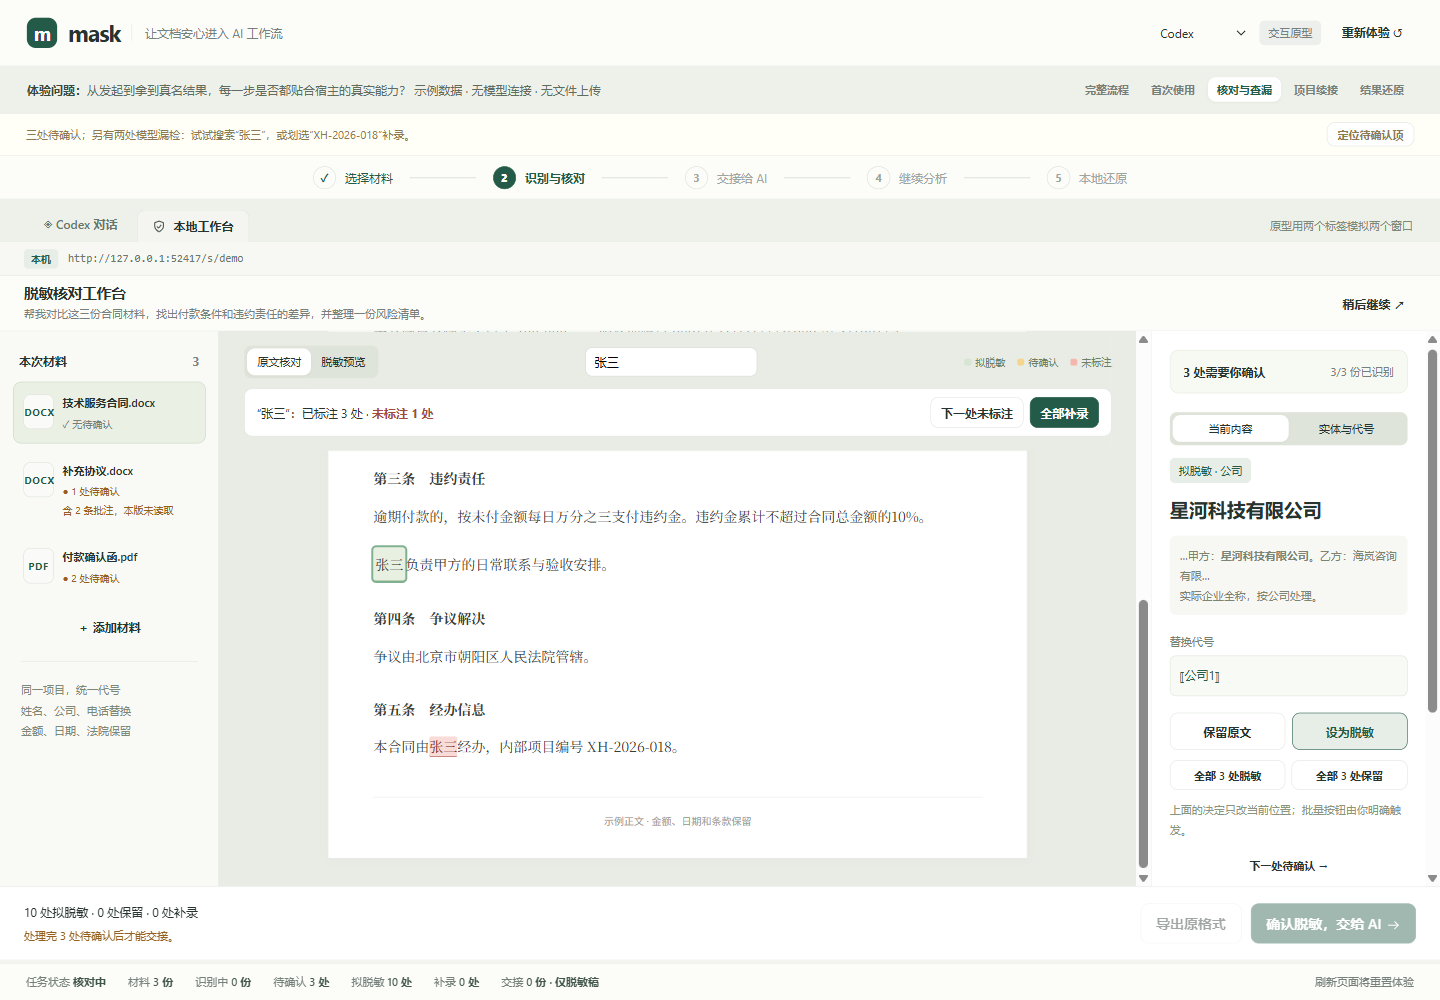 m mask 让文档安心进入 AI 工作流
Codex 交互原型 重新体验 ↺
体验问题：从发起到拿到真名结果，每一步是否都贴合宿主的真实能力？ 示例数据 · 无模型连接 · 无文件上传
完整流程 首次使用 核对与查漏 项目续接 结果还原
三处待确认；另有两处模型漏检：试试搜索“张三”，或划选“XH-2026-018”补录。
定位待确认项
✓ 选择材料 2 识别与核对 3 交接给 AI 4 继续分析 5 本地还原
◈ Codex 对话 本地工作台 原型用两个标签模拟两个窗口
本机 http://127.0.0.1:52417/s/demo
脱敏核对工作台
帮我对比这三份合同材料，找出付款条件和违约责任的差异，并整理一份风险清单。
稍后继续 ↗
本次材料 3
DOCX 技术服务合同.docx
✓ 无待确认
DOCX 补充协议.docx
● 1 处待确认
含 2 条批注，本版未读取
PDF 付款确认函.pdf
● 2 处待确认
+ 添加材料
同一项目，统一代号
姓名、公司、电话替换
金额、日期、法院保留
原文核对 脱敏预览 张三 拟脱敏 待确认 未标注
“张三”：已标注 3 处 · 未标注 1 处 下一处未标注 全部补录
第三条 违约责任
逾期付款的，按未付金额每日万分之三支付违约金。违约金累计不超过合同总金额的10%。
张三负责甲方的日常联系与验收安排。
第四条 争议解决
争议由北京市朝阳区人民法院管辖。
第五条 经办信息
本合同由张三经办，内部项目编号 XH-2026-018。
示例正文 · 金额、日期和条款保留
3 处需要你确认 3/3 份已识别
当前内容 实体与代号
拟脱敏 · 公司
星河科技有限公司
...甲方：星河科技有限公司。乙方：海岚咨询
有限...
实际企业全称，按公司处理。
替换代号
⟦公司1⟧
保留原文 设为脱敏
全部 3 处脱敏 全部 3 处保留
上面的决定只改当前位置；批量按钮由你明确触
发。
下一处待确认 →
10 处拟脱敏 · 0 处保留 · 0 处补录
处理完 3 处待确认后才能交接。
导出原格式 确认脱敏，交给 AI →
任务状态 核对中 材料 3 份 识别中 0 份 待确认 3 处 拟脱敏 10 处 补录 0 处 交接 0 份 · 仅脱敏稿
刷新页面将重置体验